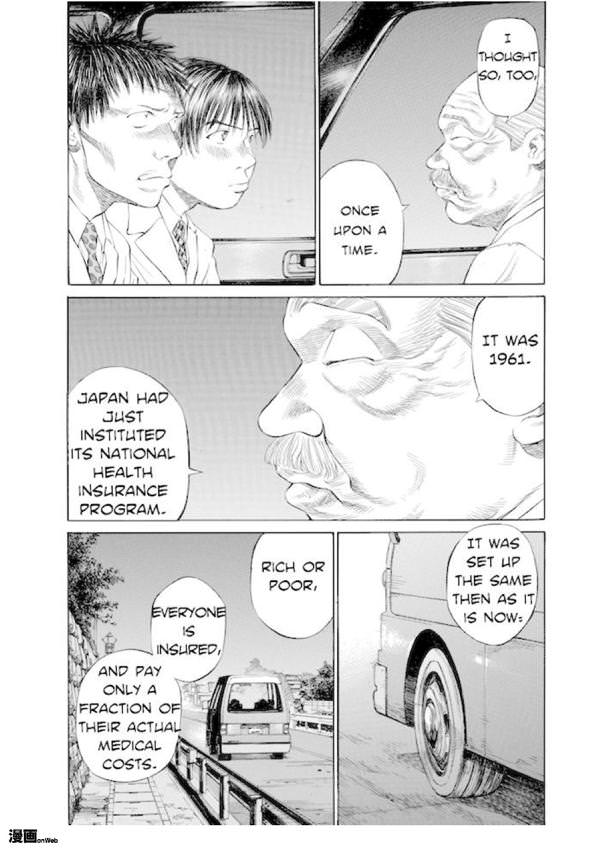 I
THOUGHT
SO, TOO,
ONCE
UPON A
TIME.
IT WAS
1961.
JAPAN HAD
JUST
INSTITUTED
ITS NATIONAL
HEALTH
INSURANCE
PROGRAM.
IT WAS
SET UP
THE SAME
THEN AS IT
IS NOW:
RICH OR
POOR,
EVERYONE
IS
INSURED,
AND PAY
ONLY A
FRACTION OF
THEIR ACTUAL
MEDICAL
COSTS.
漫画onWeb